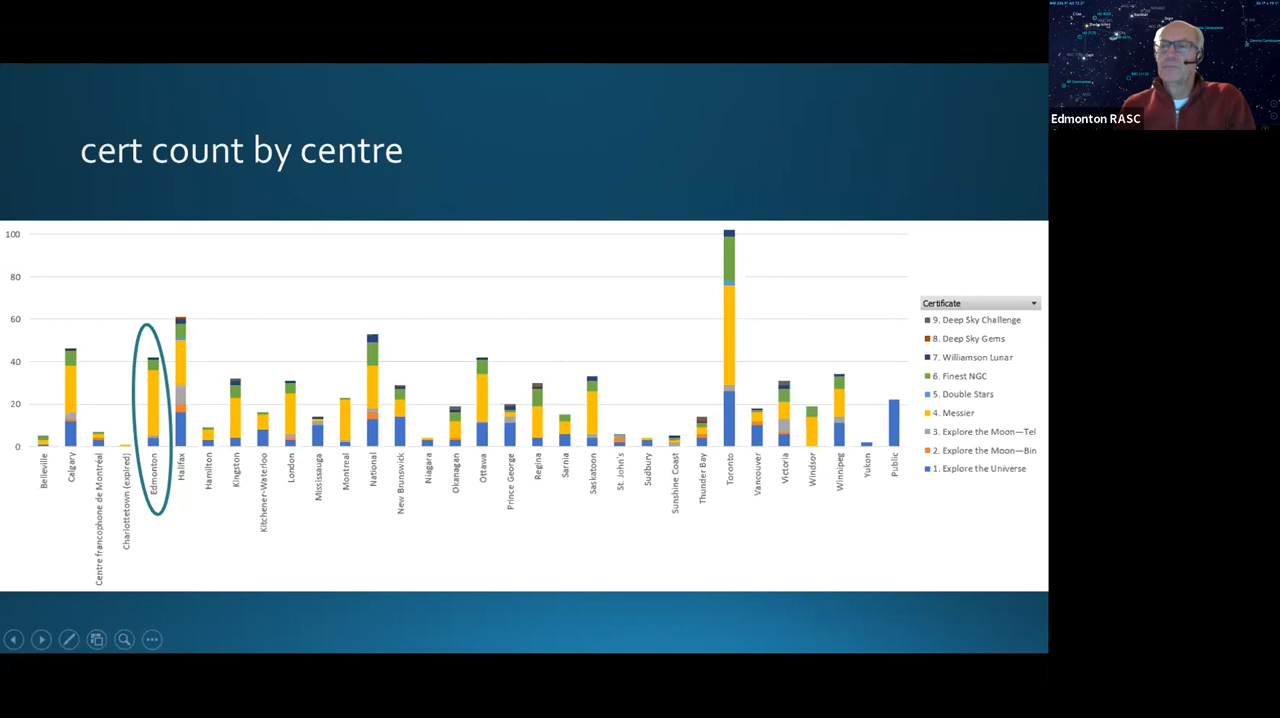 cert count by centre
Edmonton RASC
100
80
60
40
20
0
Belleville
Calgary
Centre francophone de Montréal
Charlottetown (expired)
Edmonton
Halifax
Hamilton
Kingston
Kitchener-Waterloo
London
Mississauga
Montreal
National
New Brunswick
Niagara
Okanagan
Ottawa
Prince George
Regina
Sarnia
Saskatoon
St. John's
Sudbury
Sunshine Coast
Thunder Bay
Toronto
Vancouver
Victoria
Windsor
Winnipeg
Yukon
Public
Certificate
9. Deep Sky Challenge
8. Deep Sky Gems
7. Williamson Lunar
6. Finest NGC
5. Double Stars
4. Messier
3. Explore the Moon—Tel
2. Explore the Moon—Bin
1. Explore the Universe